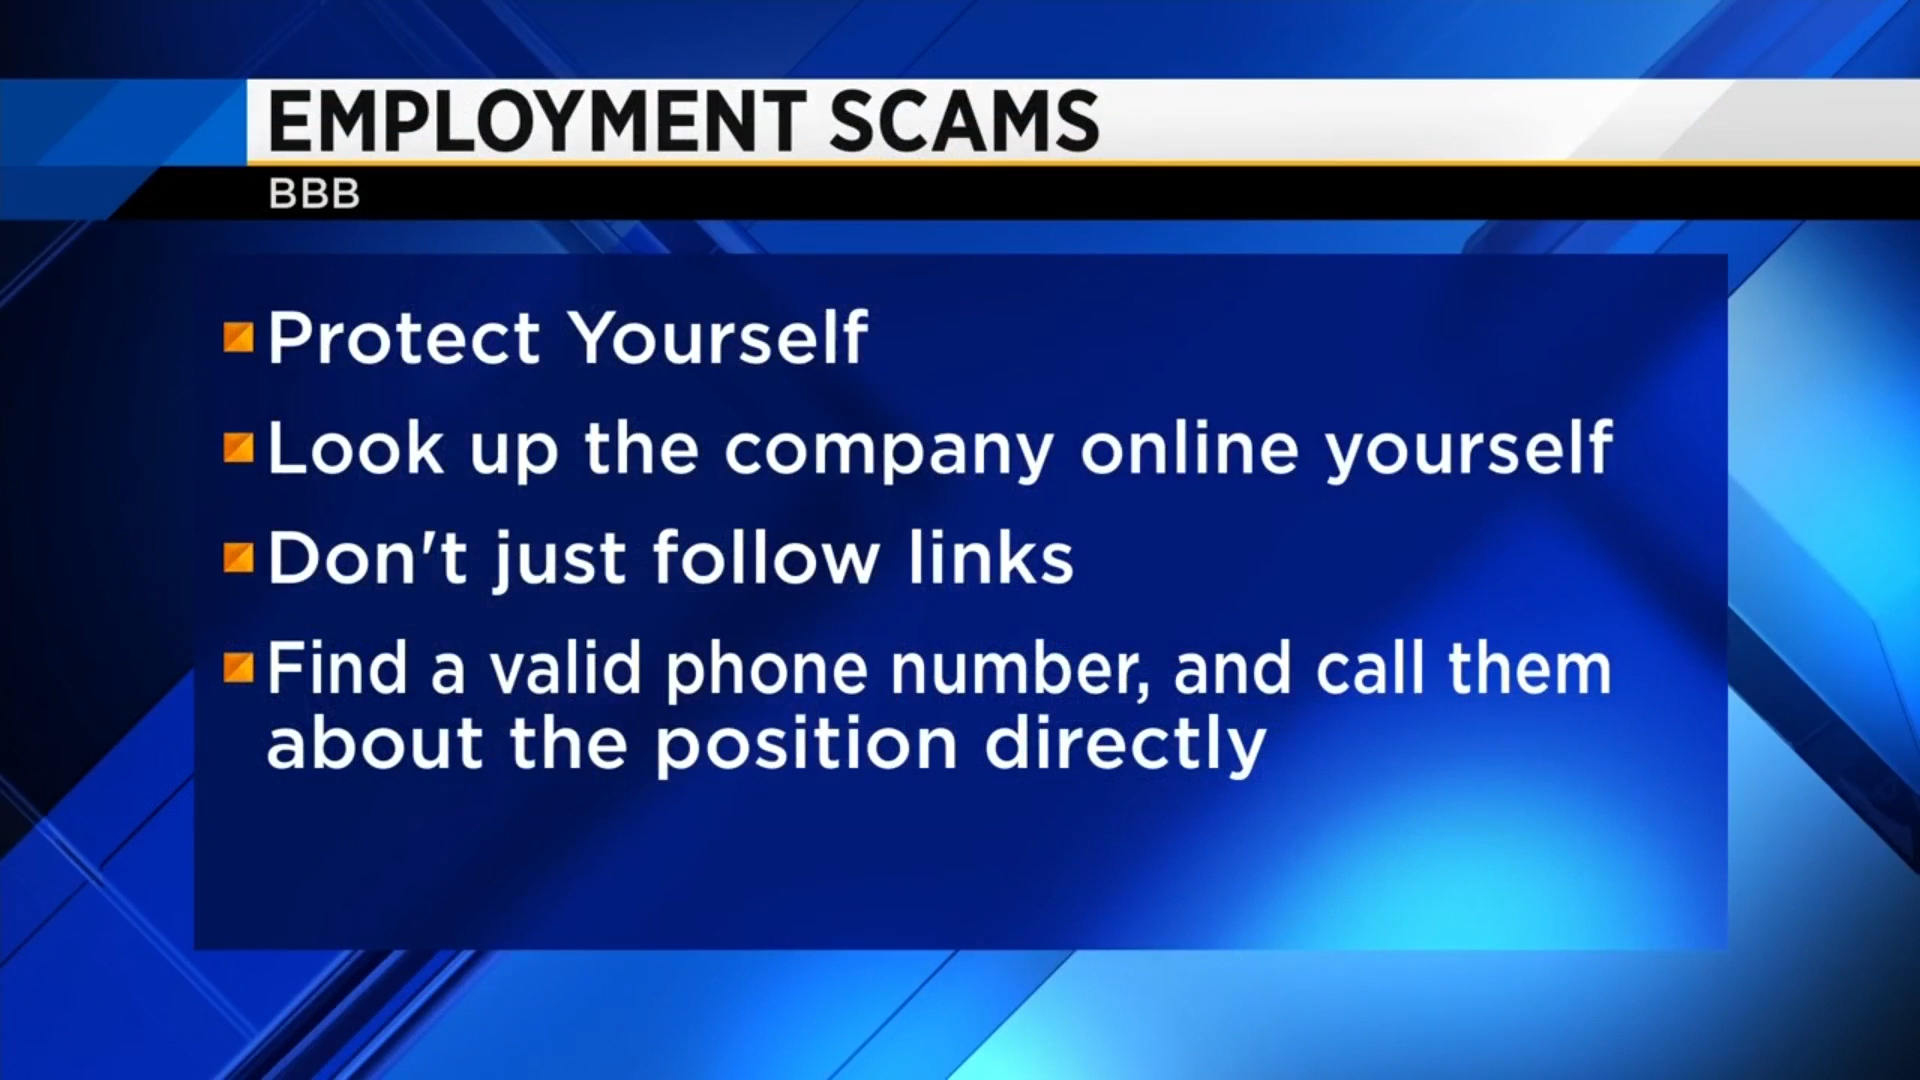 EMPLOYMENT SCAMS
BBB
Protect Yourself
Look up the company online yourself
Don't just follow links
Find a valid phone number, and call them
about the position directly